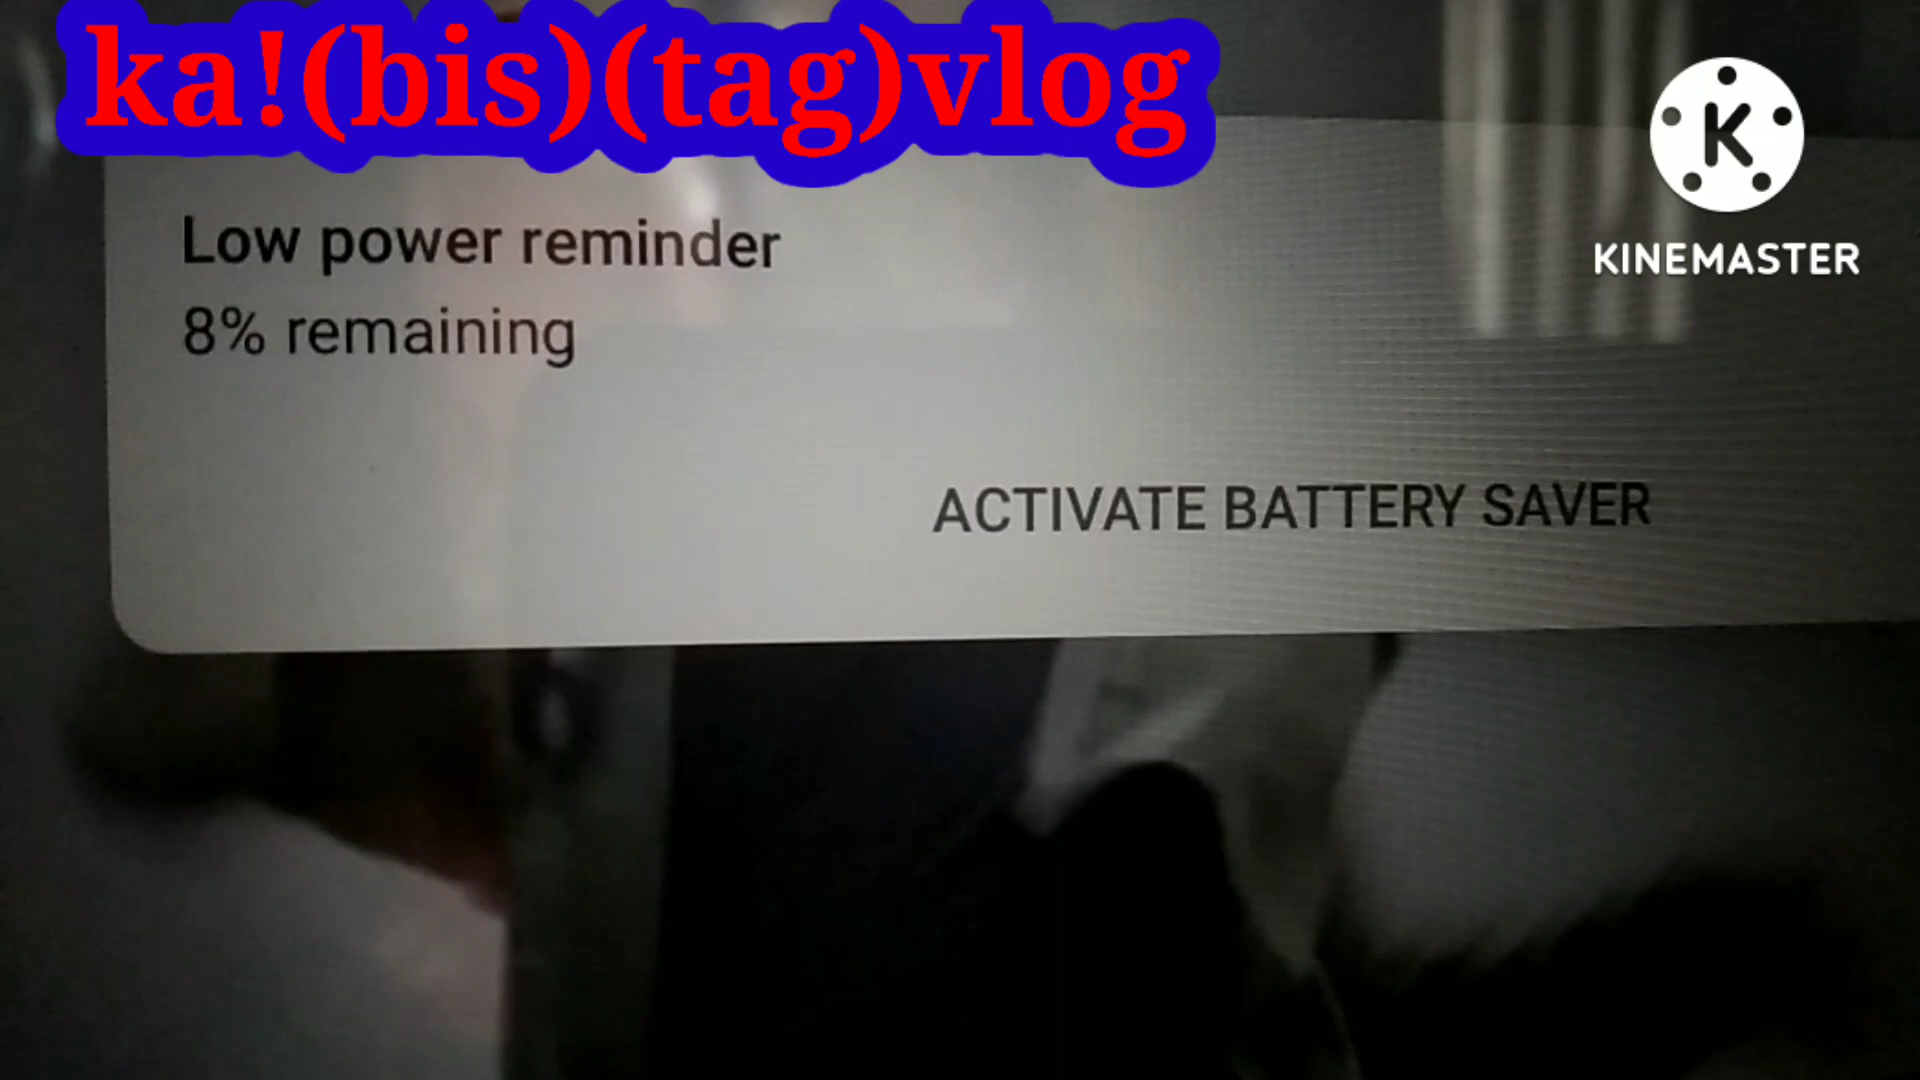 ka!(bis)(tag)vlog
KINEMASTER
Low power reminder
8% remaining
ACTIVATE BATTERY SAVER